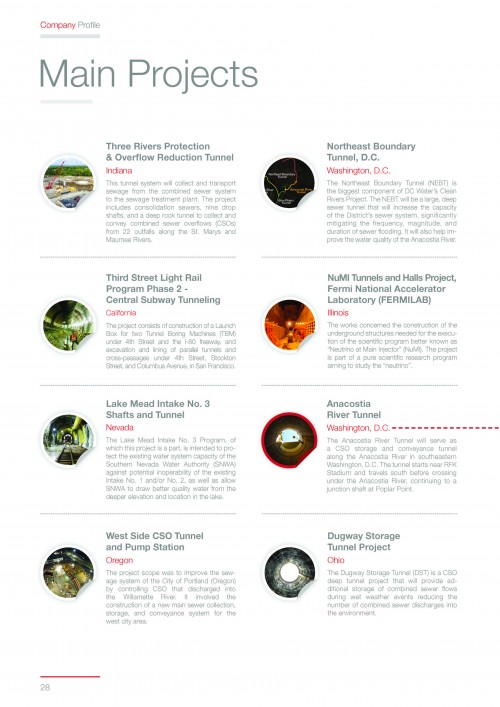 Company Profile
Main Projects
Three Rivers Protection
& Overflow Reduction Tunnel
Indiana
This tunnel system will collect and transport
sewage from the combined sewer system
to the sewage treatment plant. The project
includes consolidation sewers, nine drop
shafts, and a deep rock tunnel to collect and
convey combined sewer overflows (CSOs)
from 22 outfalls along the St. Marys and
Maumee Rivers.
Third Street Light Rail
Program Phase 2 -
Central Subway Tunneling
California
The project consists of construction of a Launch
Box for two Tunnel Boring Machines (TBM)
under 4th Street and the I-80 freeway, and
excavation and lining of parallel tunnels and
cross-passages under 4th Street, Stockton
Street, and Columbus Avenue, in San Francisco.
Lake Mead Intake No. 3
Shafts and Tunnel
Nevada
The Lake Mead Intake No. 3 Program, of
which this project is a part, is intended to pro-
tect the existing water system capacity of the
Southern Nevada Water Authority (SNWA)
against potential inoperability of the existing
Intake No. 1 and/or No. 2, as well as allow
SNWA to draw better quality water from the
deeper elevation and location in the lake.
West Side CSO Tunnel
and Pump Station
Oregon
The project scope was to improve the sew-
age system of the City of Portland (Oregon)
by controlling CSO that discharged into
the Willamette River. It involved the
construction of a new main sewer collection,
storage, and conveyance system for the
west city area.
Northeast Boundary
Tunnel, D.C.
Washington, D.C.
The Northeast Boundary Tunnel (NEBT) is
the biggest component of DC Water's Clean
Rivers Project. The NEBT will be a large, deep
sewer tunnel that will increase the capacity
of the District's sewer system, significantly
mitigating the frequency, magnitude, and
duration of sewer flooding. It will also help im-
prove the water quality of the Anacostia River.
NuMI Tunnels and Halls Project,
Fermi National Accelerator
Laboratory (FERMILAB)
Illinois
The works concerned the construction of the
underground structures needed for the execu-
tion of the scientific program better known as
"Neutrino at Main Injector" (NuMI). The project
is part of a pure scientific research program
aiming to study the "neutrino".
Anacostia
River Tunnel
Washington, D.C.
The Anacostia River Tunnel will serve as
a CSO storage and conveyance tunnel
along the Anacostia River in southeastern
Washington, D.C. The tunnel starts near RFK
Stadium and travels south before crossing
under the Anacostia River, continuing to a
junction shaft at Poplar Point.
Dugway Storage
Tunnel Project
Ohio
The Dugway Storage Tunnel (DST) is a CSO
deep tunnel project that will provide ad-
ditional storage of combined sewer flows
during wet weather events reducing the
number of combined sewer discharges into
the environment.
28